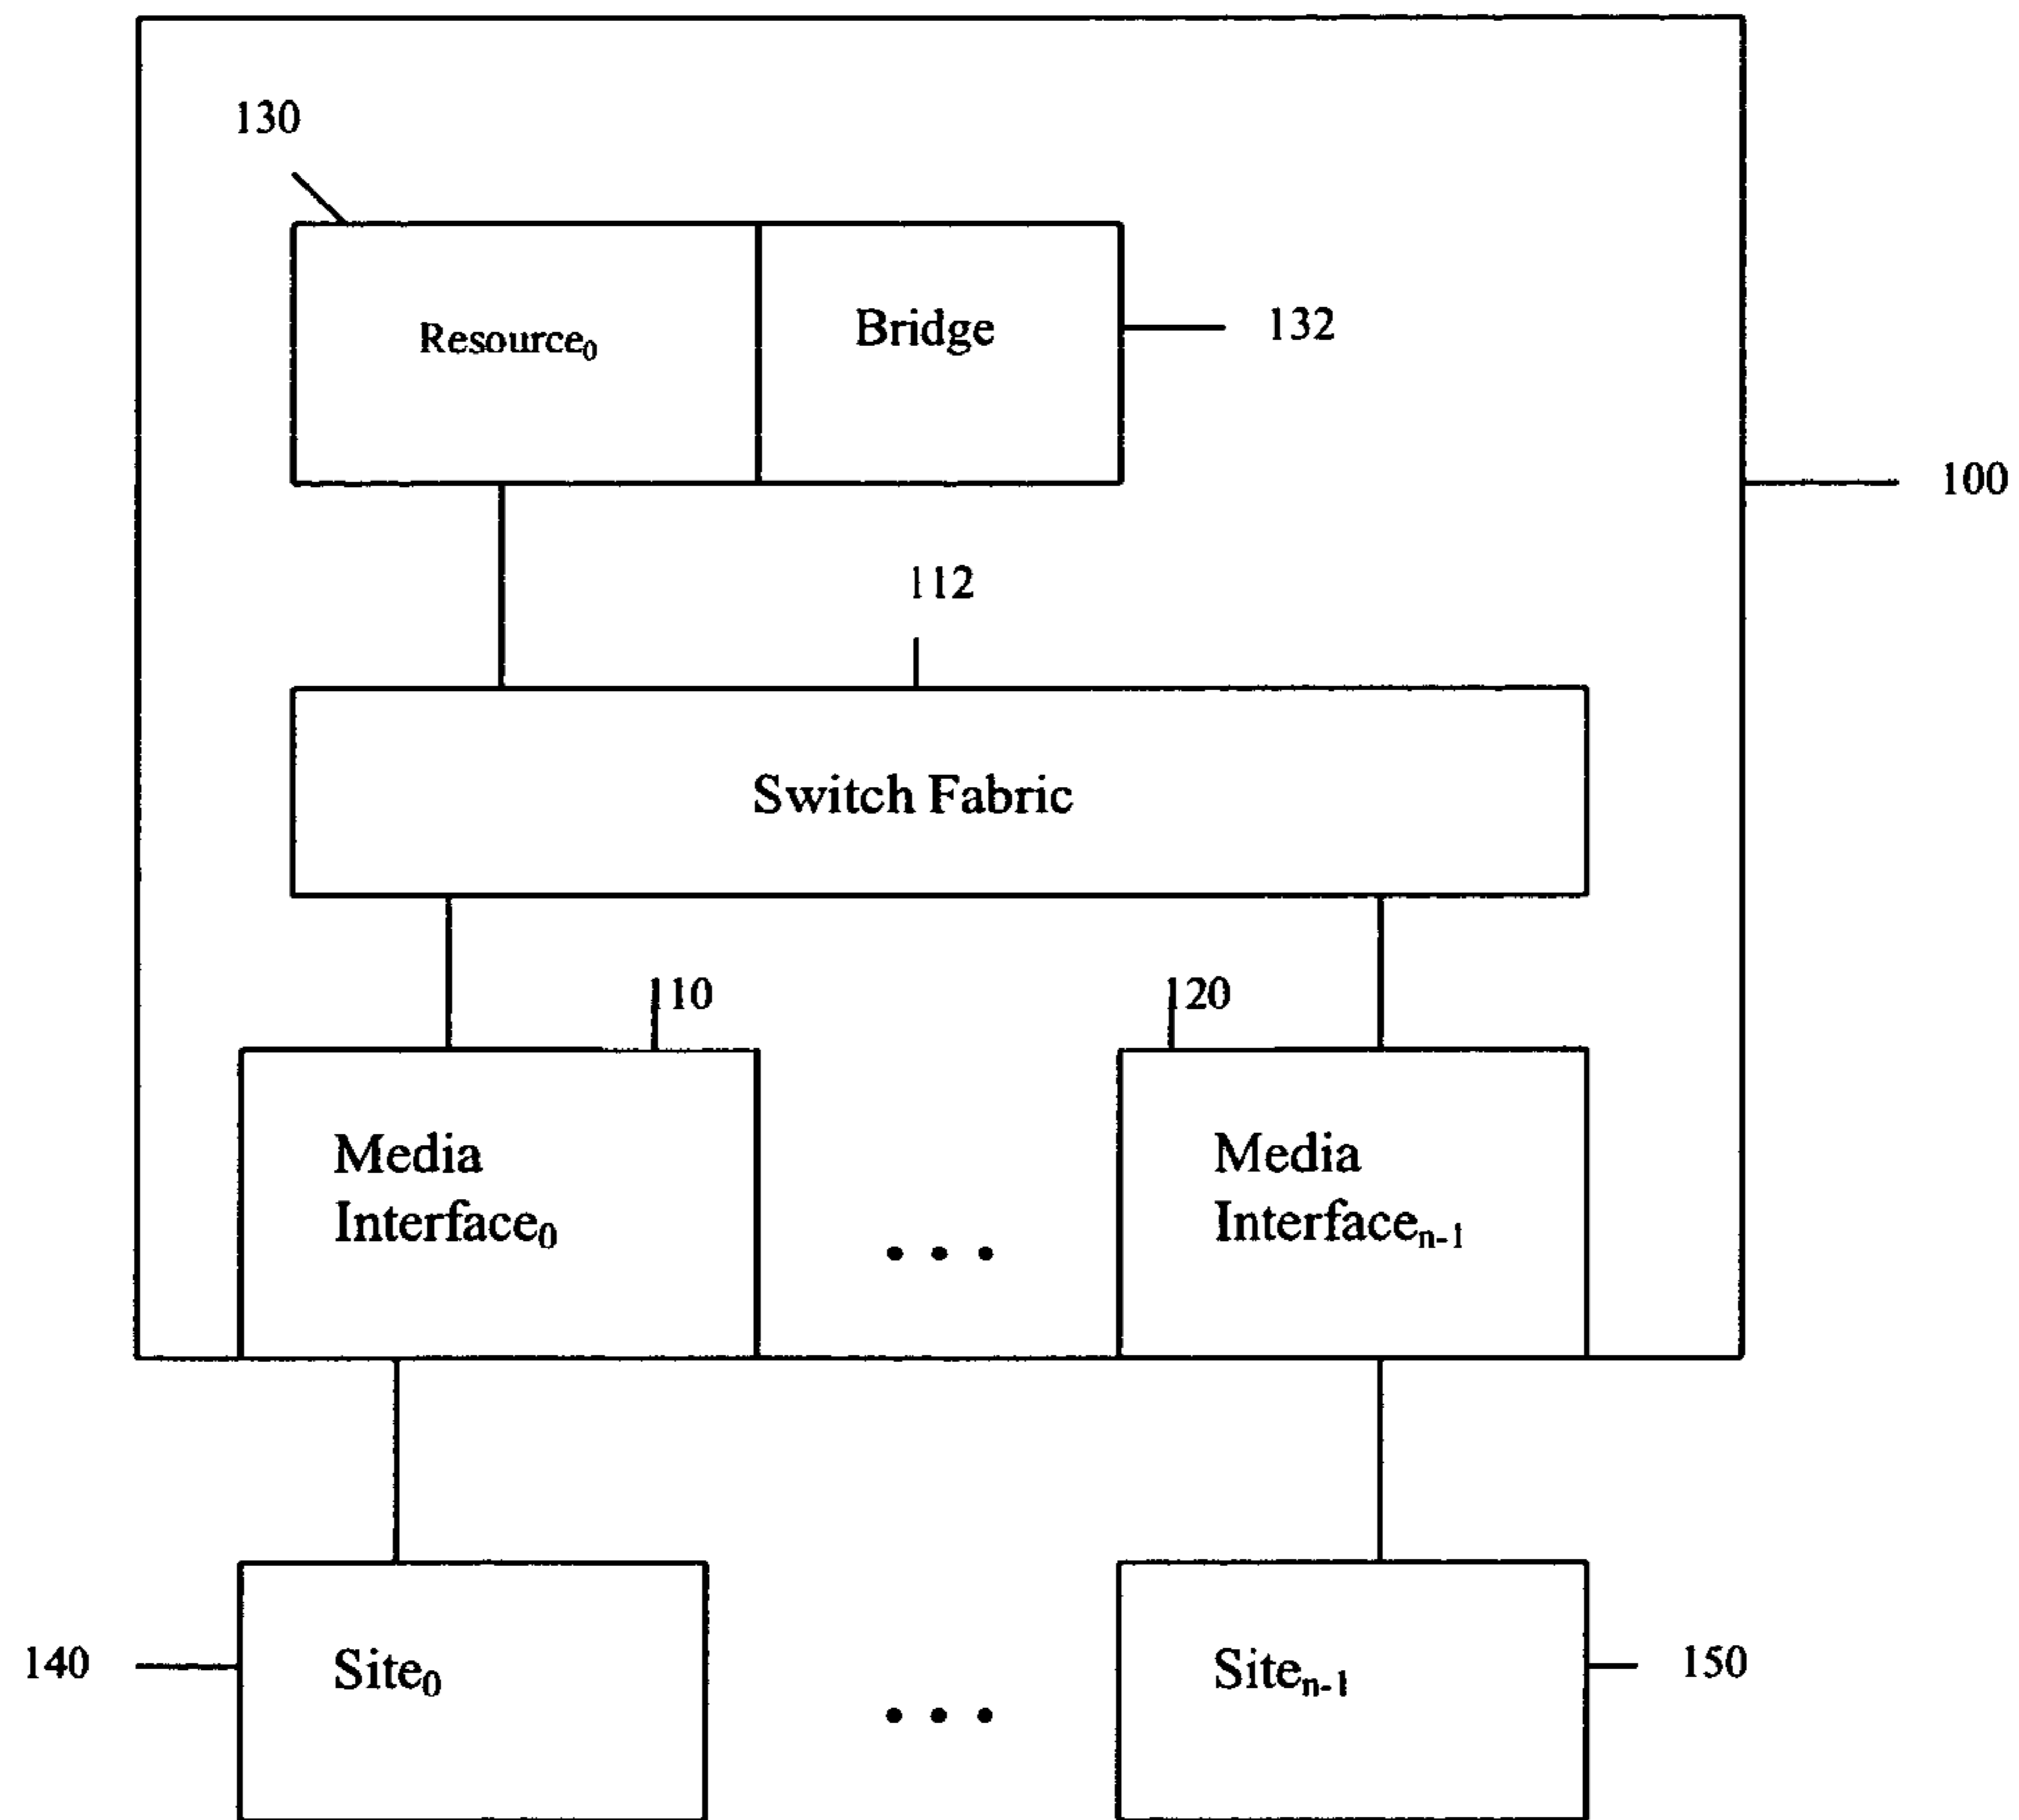 130
Resource₀
Bridge
132
100
112
Switch Fabric
110
120
Media
Interface₀
Media
Interfaceₙ₋₁
• • •
140
Site₀
Siteₙ₋₁
150
• • •